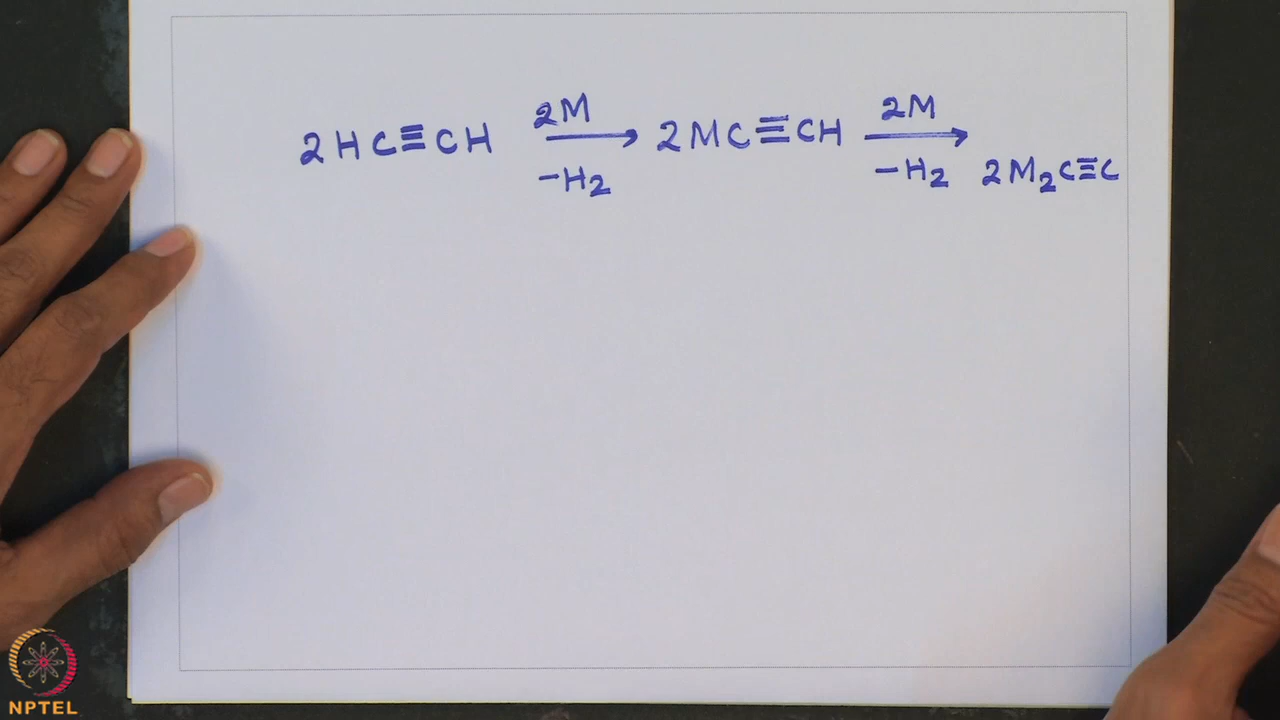 2HC≡CH 2M −H₂ → 2MC≡CH 2M −H₂ →
2M₂C≡C
NPTEL